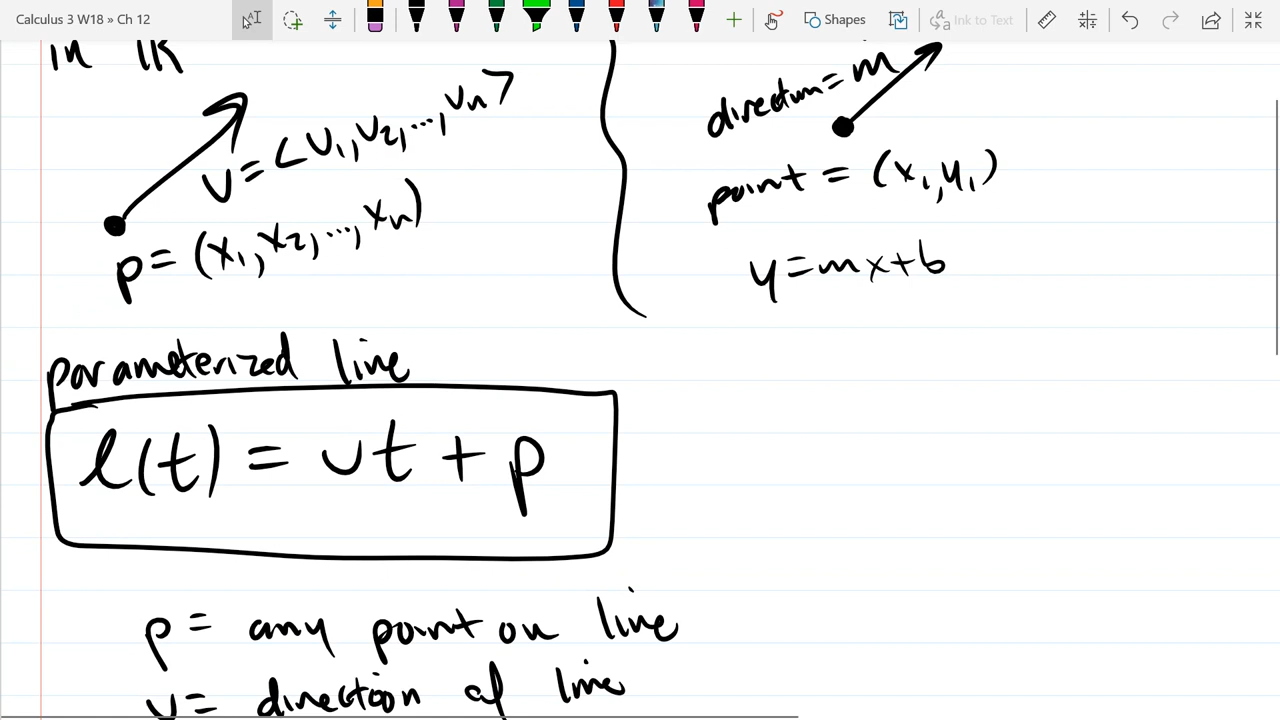 Calculus 3 W18 » Ch 12
Shapes
Ink to Text
in ℝ
v = <v₁, v₂, ..., vₙ>
p = (x₁, x₂, ..., xₙ)
direction = m
point = (x₁, y₁)
y = mx + b
parameterized line
l(t) = vt + p
p = any point on line
v = direction of line